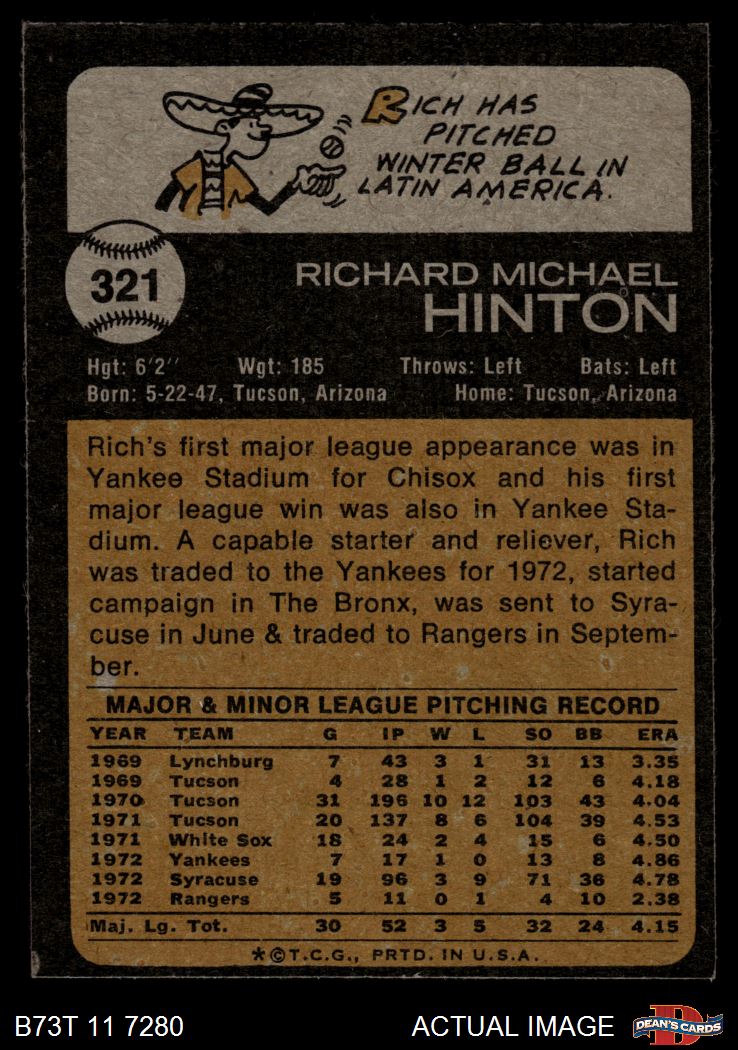 RICH HAS
PITCHED
WINTER BALL IN
LATIN AMERICA.
321
RICHARD MICHAEL
HINTON
Hgt: 6'2" Wgt: 185 Throws: Left Bats: Left
Born: 5-22-47, Tucson, Arizona Home: Tucson, Arizona
Rich's first major league appearance was in
Yankee Stadium for Chisox and his first
major league win was also in Yankee Sta-
dium. A capable starter and reliever, Rich
was traded to the Yankees for 1972, started
campaign in The Bronx, was sent to Syra-
cuse in June & traded to Rangers in Septem-
ber.
MAJOR & MINOR LEAGUE PITCHING RECORD
YEAR TEAM G IP W L SO BB ERA
1969 Lynchburg 7 43 3 1 31 13 3.35
1969 Tucson 4 28 1 2 12 6 4.18
1970 Tucson 31 196 10 12 103 43 4.04
1971 Tucson 20 137 8 6 104 39 4.53
1971 White Sox 18 24 2 4 15 6 4.50
1972 Yankees 7 17 1 0 13 8 4.86
1972 Syracuse 19 96 3 9 71 36 4.78
1972 Rangers 5 11 0 1 4 10 2.38
Maj. Lg. Tot. 30 52 3 5 32 24 4.15
*©T.C.G., PRTD. IN U.S.A.
B73T 11 7280 ACTUAL IMAGE D DEAN'S CARDS